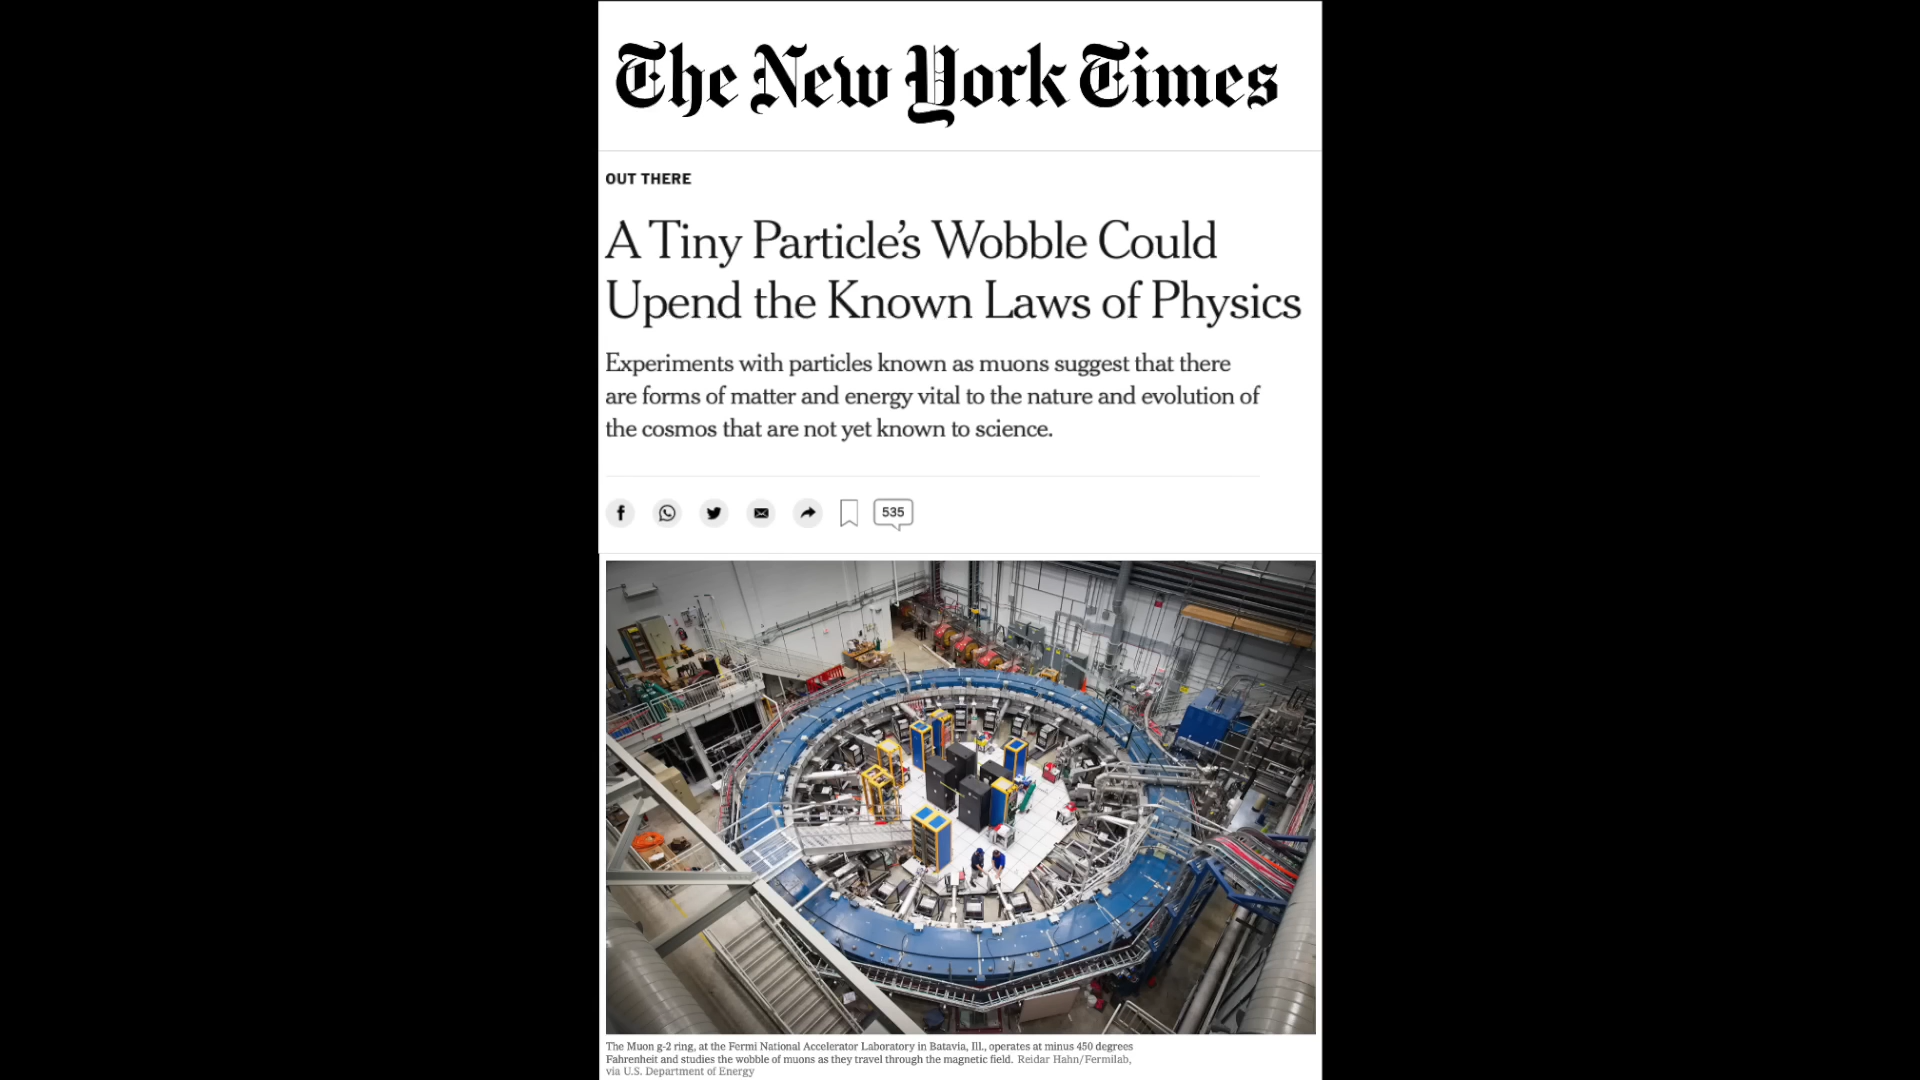 The New York Times
OUT THERE
A Tiny Particle’s Wobble Could
Upend the Known Laws of Physics
Experiments with particles known as muons suggest that there
are forms of matter and energy vital to the nature and evolution of
the cosmos that are not yet known to science.
535
The Muon g-2 ring, at the Fermi National Accelerator Laboratory in Batavia, Ill., operates at minus 450 degrees
Fahrenheit and studies the wobble of muons as they travel through the magnetic field. Reidar Hahn/Fermilab,
via U.S. Department of Energy